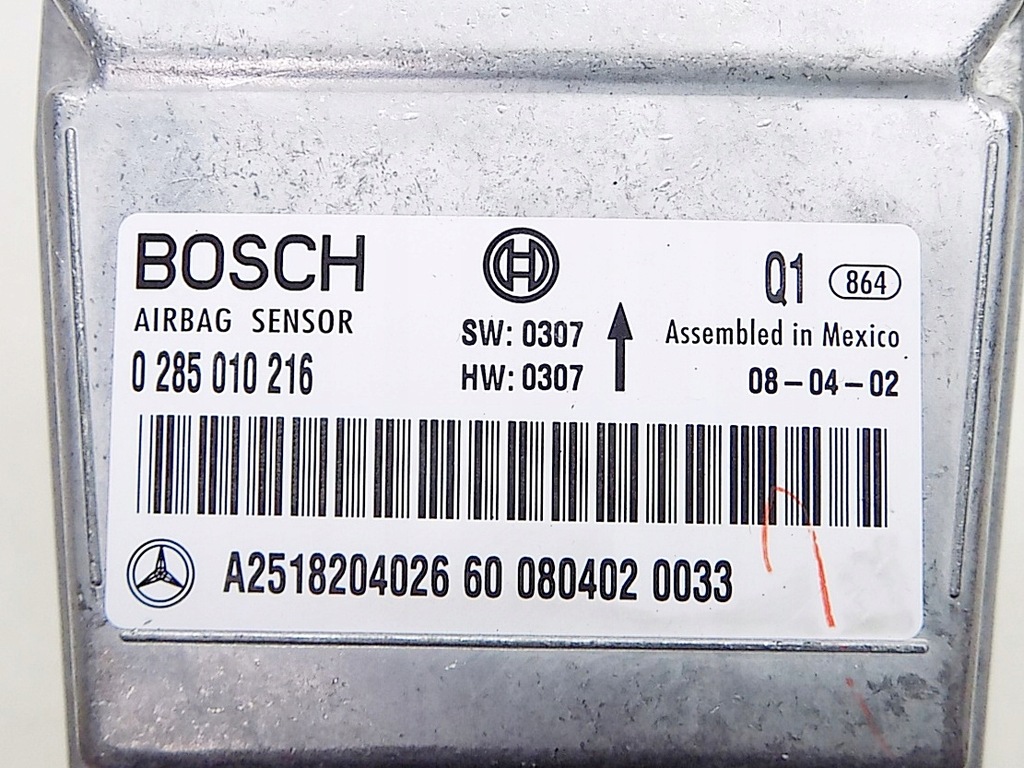 BOSCH
Q1 864
AIRBAG SENSOR
SW: 0307
Assembled in Mexico
0 285 010 216
HW: 0307
08-04-02
A2518204026 60 080402 0033